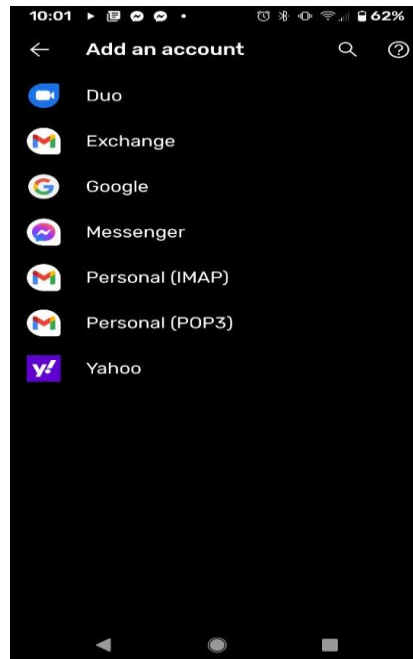 10:01 62%
Add an account
Duo
Exchange
Google
Messenger
Personal (IMAP)
Personal (POP3)
Yahoo